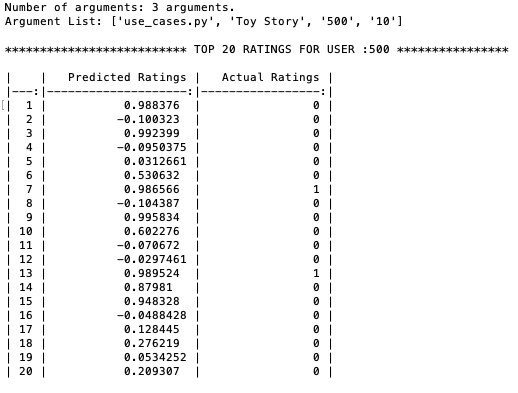 Number of arguments: 3 arguments.
Argument List: ['use_cases.py', 'Toy Story', '500', '10']
************************** TOP 20 RATINGS FOR USER :500 ****************
|    |   Predicted Ratings |   Actual Ratings |
|---:|--------------------:|-----------------:|
|  1 |           0.988376  |                0 |
|  2 |          -0.100323  |                0 |
|  3 |           0.992399  |                0 |
|  4 |          -0.0950375 |                0 |
|  5 |           0.0312661 |                0 |
|  6 |           0.530632  |                0 |
|  7 |           0.986566  |                1 |
|  8 |          -0.104387  |                0 |
|  9 |           0.995834  |                0 |
| 10 |           0.602276  |                0 |
| 11 |          -0.070672  |                0 |
| 12 |          -0.0297461 |                0 |
| 13 |           0.989524  |                1 |
| 14 |           0.87981   |                0 |
| 15 |           0.948328  |                0 |
| 16 |          -0.0488428 |                0 |
| 17 |           0.128445  |                0 |
| 18 |           0.276219  |                0 |
| 19 |           0.0534252 |                0 |
| 20 |           0.209307  |                0 |